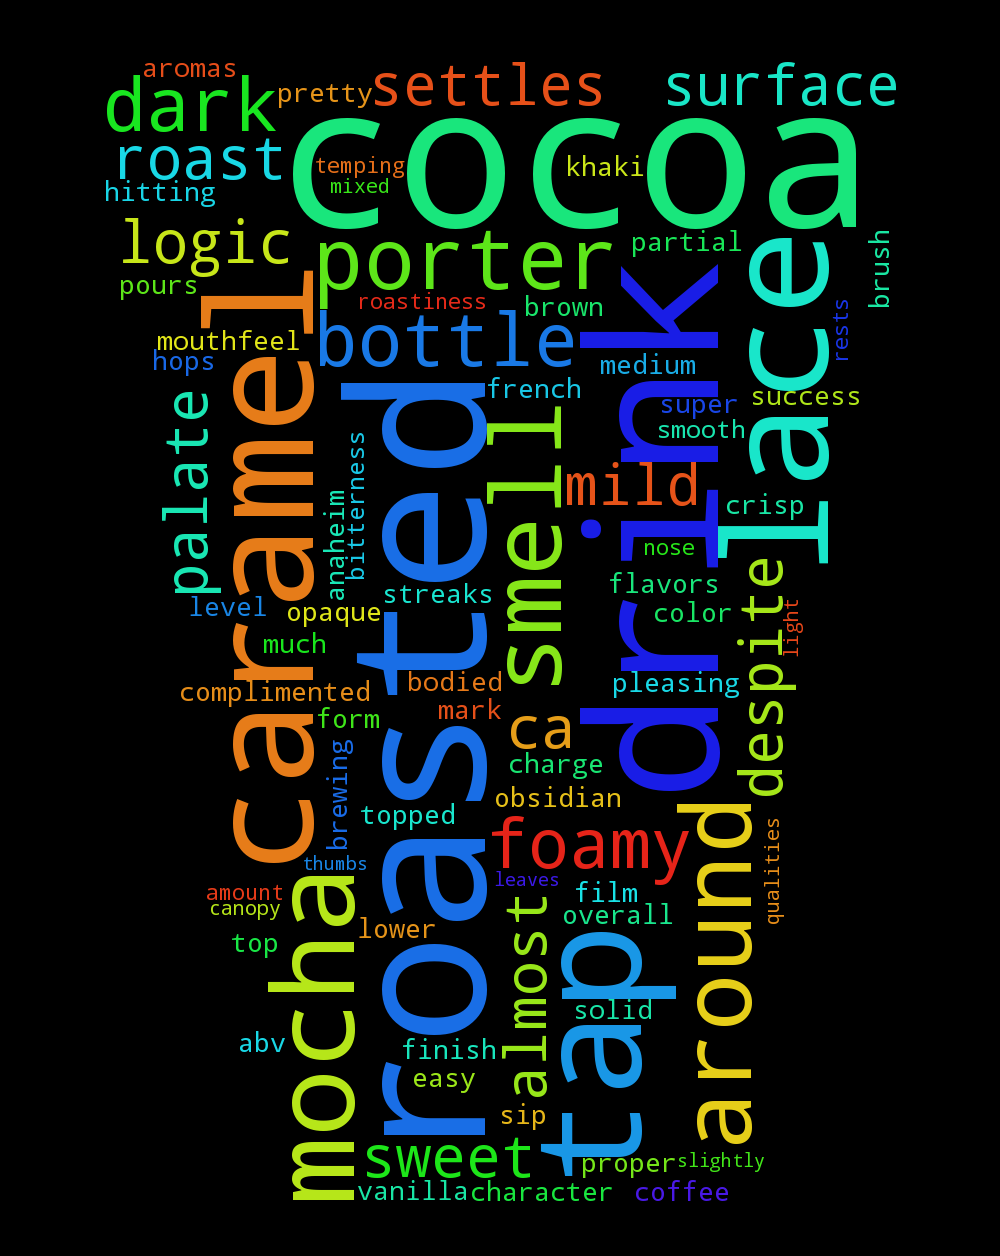 aromas
dark
pretty
settles
surface
cocoa
roast
temping
khaki
hitting
mixed
logic
porter
partial
brush
pours
roastiness
brown
laced
rests
mouthfeel
bottle
hops
medium
drink
caramel
french
super
success
palate
roasted
smooth
smell
mild
bitterness
anaheim
crisp
nose
level
opaque
streaks
flavors
color
despite
light
much
complimented
bodied
pleasing
form
mark
ca
brewing
charge
obsidian
topped
around
foamy
qualities
thumbs
mocha
leaves
amount
canopy
film
overall
top
lower
almost
tap
solid
abv
finish
easy
sip
sweet
proper
slightly
vanilla
character
coffee